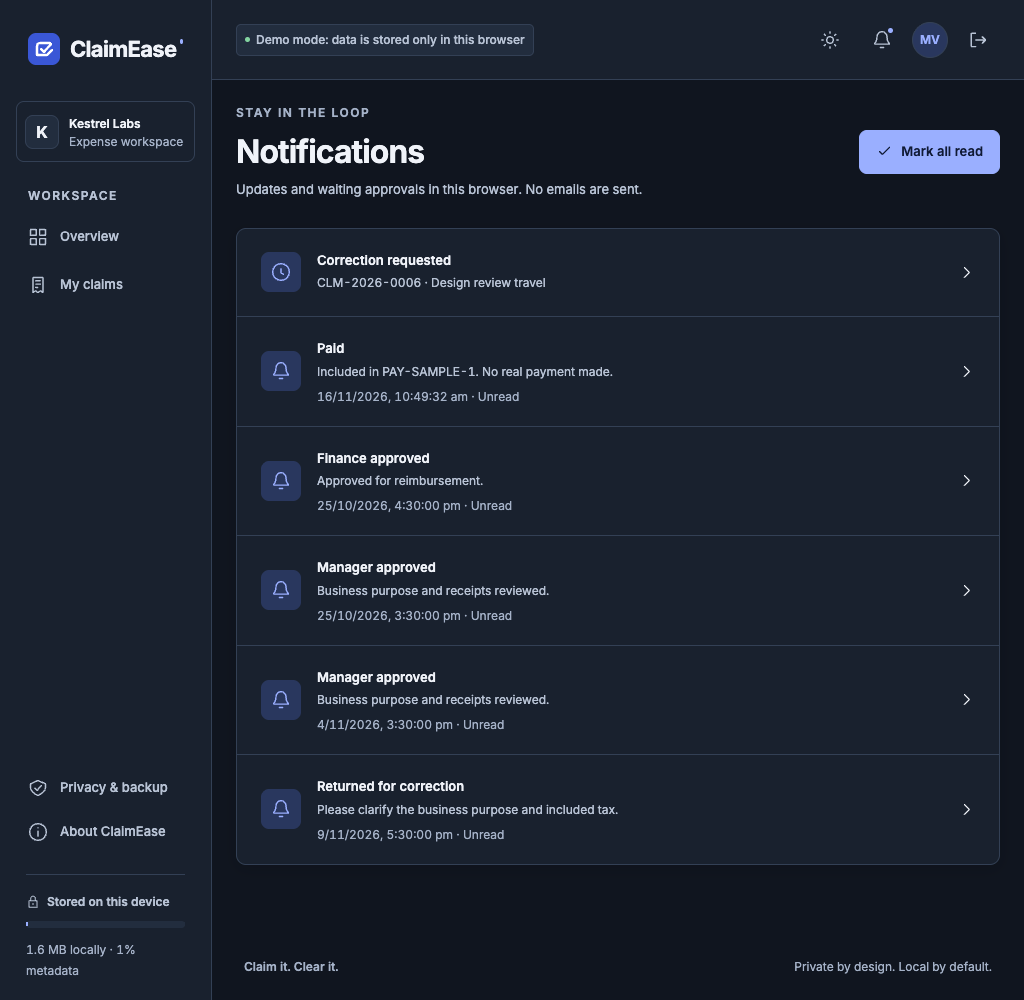 ClaimEase
Demo mode: data is stored only in this browser
MV
K
Kestrel Labs
Expense workspace
WORKSPACE
Overview
My claims
STAY IN THE LOOP
Notifications
Updates and waiting approvals in this browser. No emails are sent.
Mark all read
Correction requested
CLM-2026-0006 · Design review travel
Paid
Included in PAY-SAMPLE-1. No real payment made.
16/11/2026, 10:49:32 am · Unread
Finance approved
Approved for reimbursement.
25/10/2026, 4:30:00 pm · Unread
Manager approved
Business purpose and receipts reviewed.
25/10/2026, 3:30:00 pm · Unread
Manager approved
Business purpose and receipts reviewed.
4/11/2026, 3:30:00 pm · Unread
Returned for correction
Please clarify the business purpose and included tax.
9/11/2026, 5:30:00 pm · Unread
Privacy & backup
About ClaimEase
Stored on this device
1.6 MB locally · 1%
metadata
Claim it. Clear it.
Private by design. Local by default.